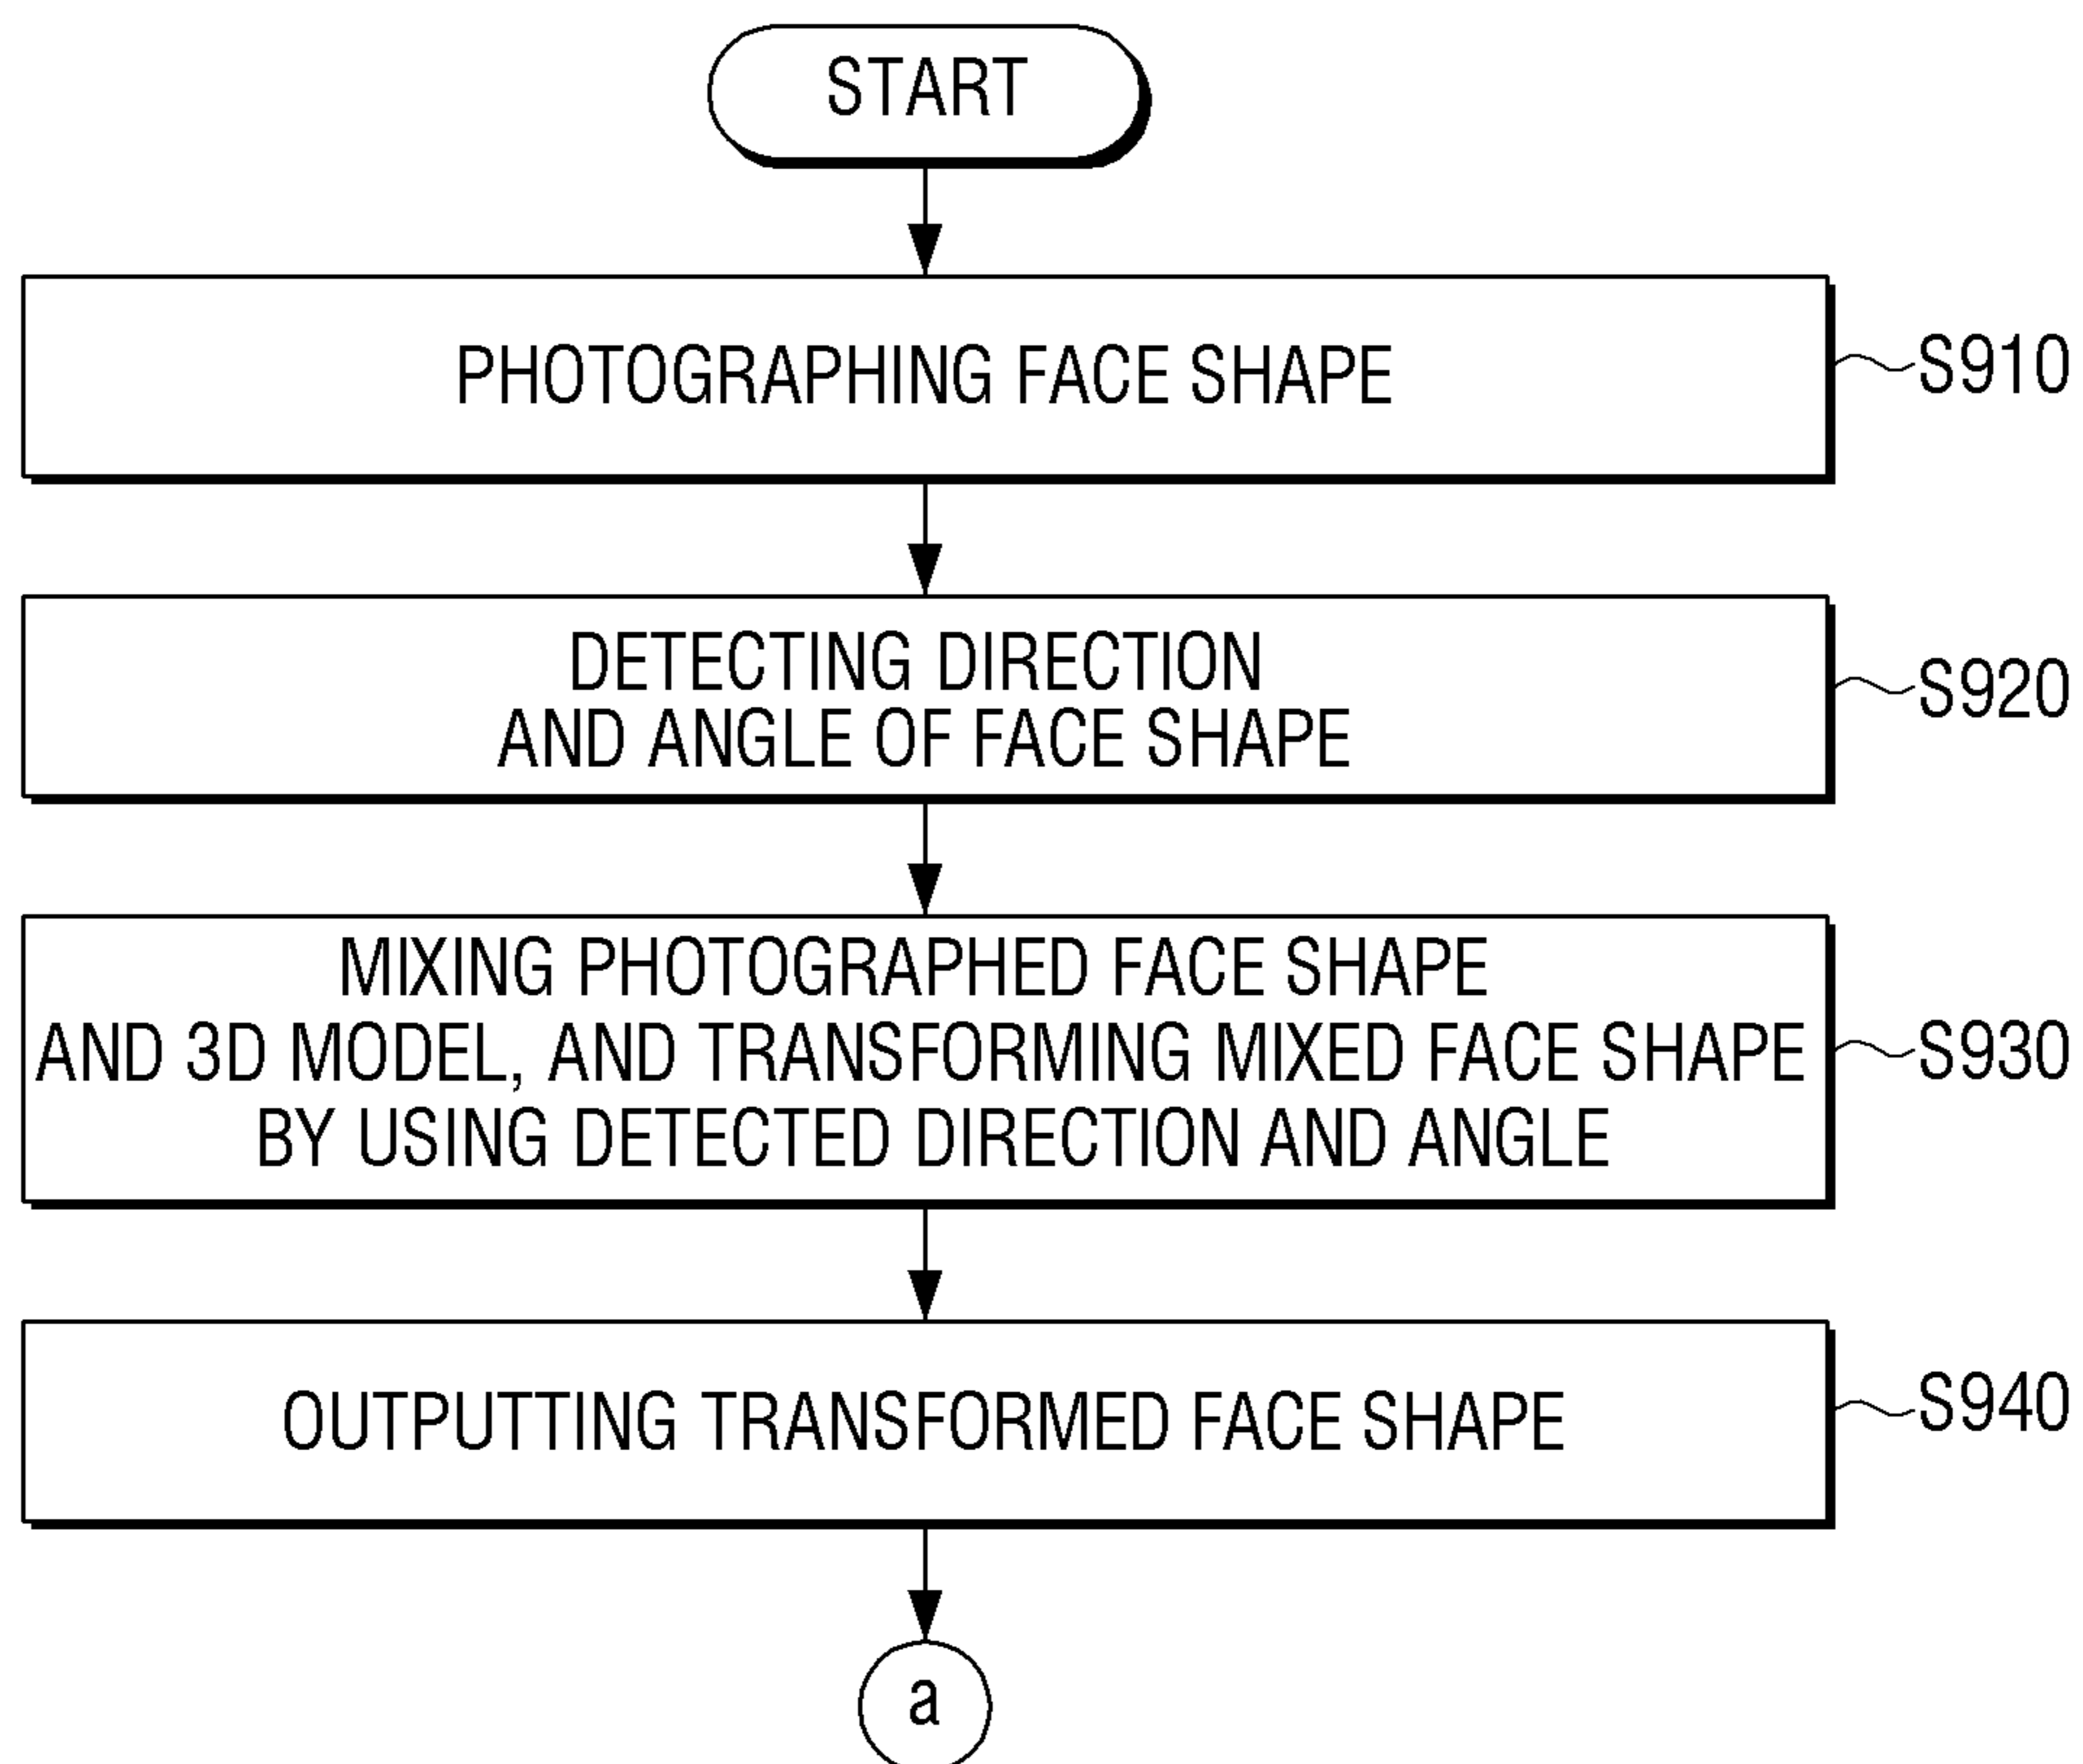 START
PHOTOGRAPHING FACE SHAPE
S910
DETECTING DIRECTION
AND ANGLE OF FACE SHAPE
S920
MIXING PHOTOGRAPHED FACE SHAPE
AND 3D MODEL, AND TRANSFORMING MIXED FACE SHAPE
BY USING DETECTED DIRECTION AND ANGLE
S930
OUTPUTTING TRANSFORMED FACE SHAPE
S940
a